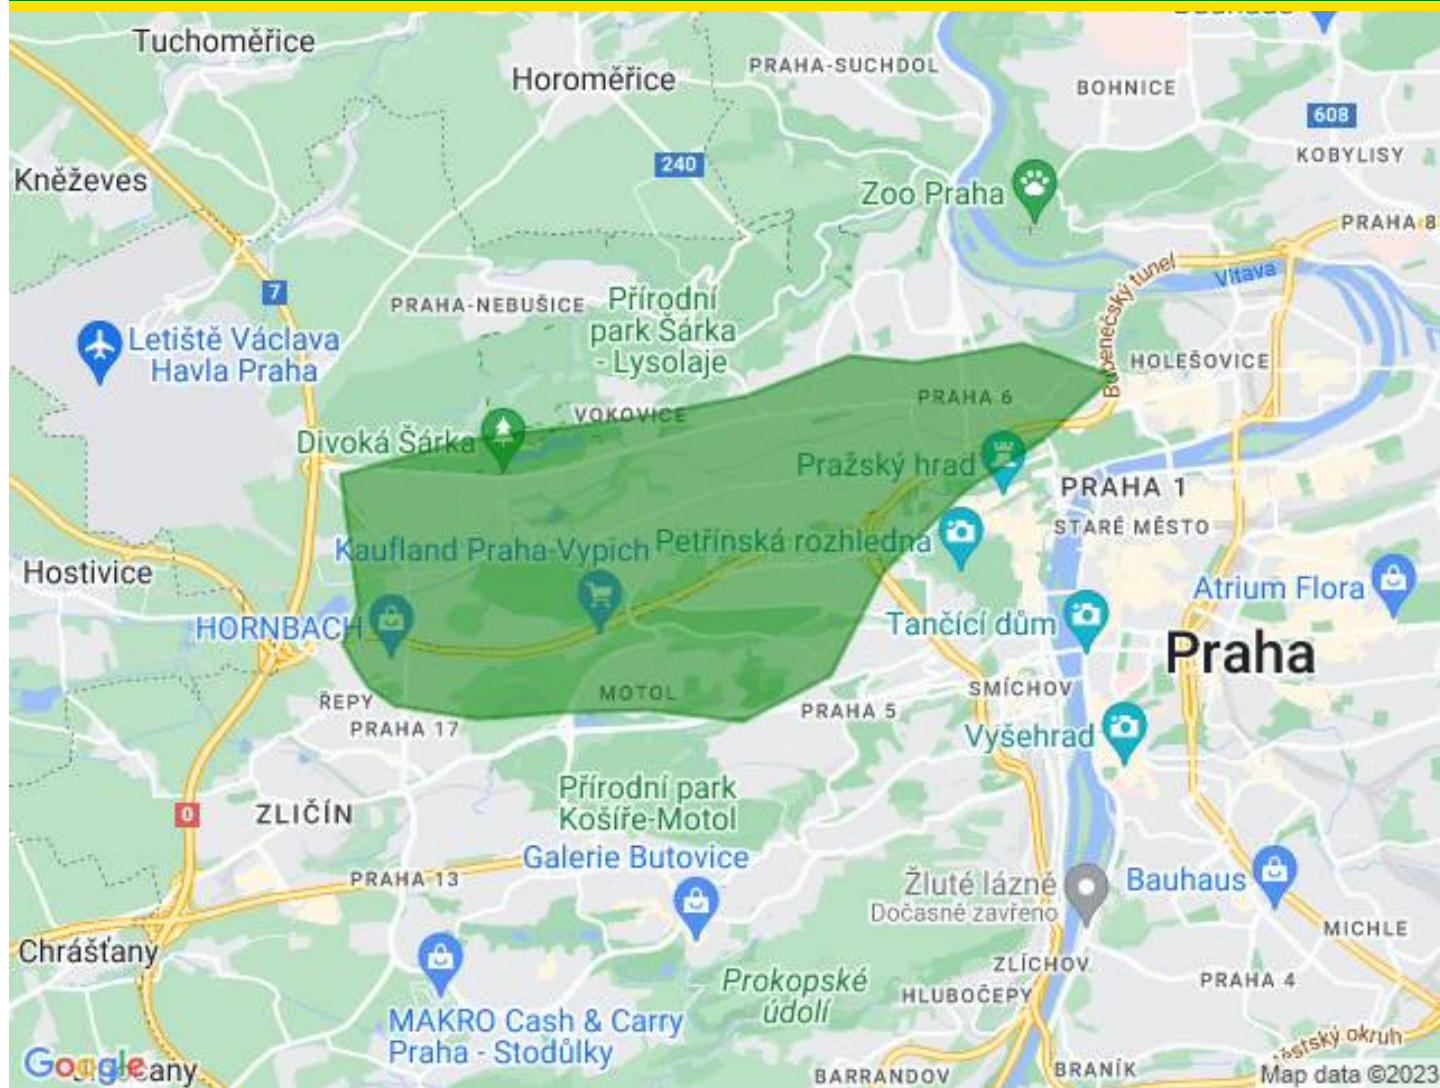 Tuchoměřice
Horoměřice
PRAHA-SUCHDOL
BOHNICE
608
KOBYLISY
240
Kněževes
Zoo Praha
PRAHA 8
7
PRAHA-NEBUŠICE
Přírodní
park Šárka
- Lysolaje
Bubenečský tunel
Vltava
Letiště Václava
Havla Praha
HOLEŠOVICE
VOKOVICE
PRAHA 6
Divoká Šárka
Pražský hrad
PRAHA 1
STARÉ MĚSTO
Kaufland Praha-Vypich
Petřínská rozhledna
Hostivice
Atrium Flora
HORNBACH
Tančící dům
Praha
ŘEPY
MOTOL
SMÍCHOV
PRAHA 17
PRAHA 5
Vyšehrad
0
ZLIČÍN
Přírodní park
Košíře-Motol
Galerie Butovice
PRAHA 13
Žluté lázně
Dočasně zavřeno
Bauhaus
MICHLE
Chrášťany
ZLÍCHOV
PRAHA 4
Prokopské
údolí
HLUBOČEPY
MAKRO Cash & Carry
Praha - Stodůlky
Google
BARRANDOV
BRANÍK
Map data ©2023